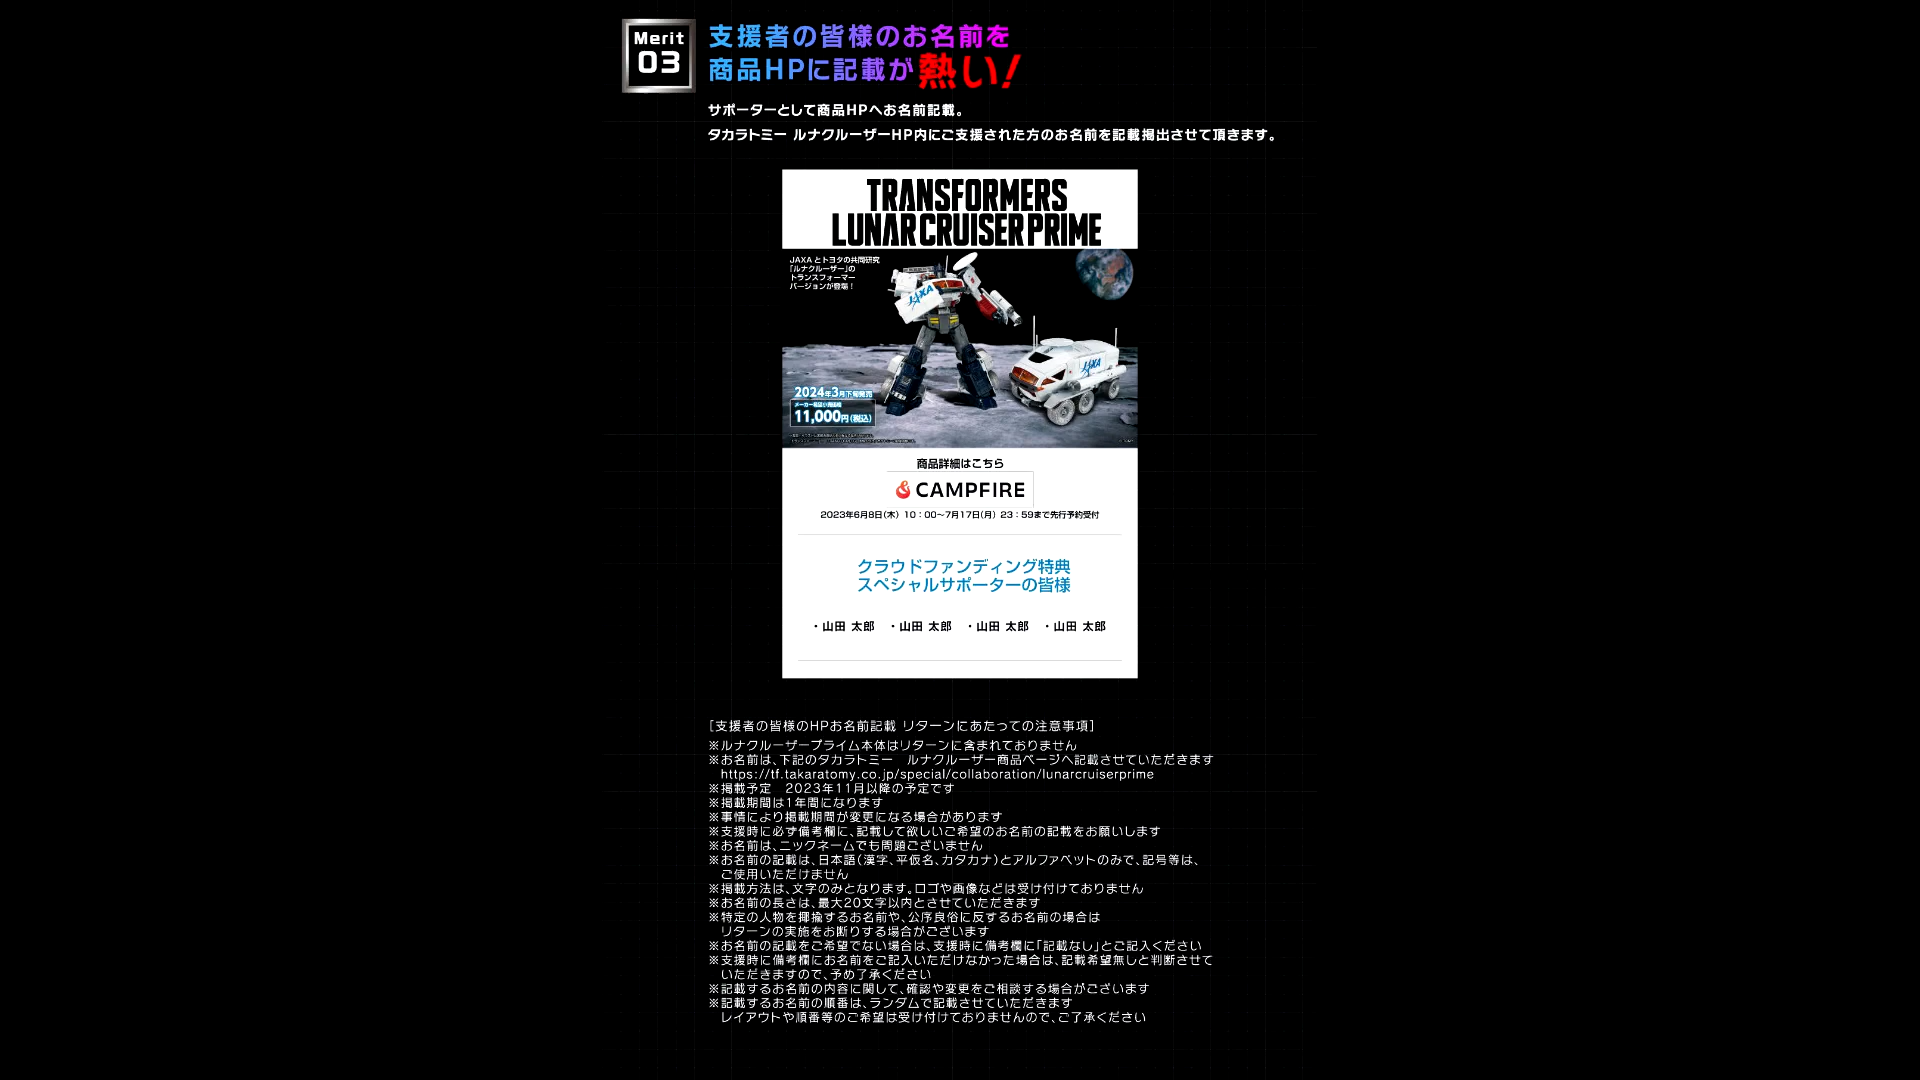 Merit
03
支援者の皆様のお名前を
商品HPに記載が熱い!
サポーターとして商品HPへお名前記載。
タカラトミー ルナクルーザーHP内にご支援された方のお名前を記載掲出させて頂きます。
TRANSFORMERS
LUNAR CRUISER PRIME
JAXAとトヨタの共同研究
「ルナクルーザー」の
トランスフォーマー
バージョンが登場！
JAXA
JAXA
2024年3月下旬発売
メーカー希望小売価格
11,000円(税込)
商品詳細はこちら
CAMPFIRE
2023年6月8日(木) 10：00～7月17日(月) 23：59まで先行予約受付
クラウドファンディング特典
スペシャルサポーターの皆様
・山田 太郎 ・山田 太郎 ・山田 太郎 ・山田 太郎
［支援者の皆様のHPお名前記載 リターンにあたっての注意事項］
※ルナクルーザープライム本体はリターンに含まれておりません
※お名前は、下記のタカラトミー　ルナクルーザー商品ページへ記載させていただきます
https://tf.takaratomy.co.jp/special/collaboration/lunarcruiserprime
※掲載予定　2023年11月以降の予定です
※掲載期間は1年間になります
※事情により掲載期間が変更になる場合があります
※支援時に必ず備考欄に、記載して欲しいご希望のお名前の記載をお願いします
※お名前は、ニックネームでも問題ございません
※お名前の記載は、日本語（漢字、平仮名、カタカナ）とアルファベットのみで、記号等は、
ご使用いただけません
※掲載方法は、文字のみとなります。ロゴや画像などは受け付けておりません
※お名前の長さは、最大20文字以内とさせていただきます
※特定の人物を揶揄するお名前や、公序良俗に反するお名前の場合は
リターンの実施をお断りする場合がございます
※お名前の記載をご希望でない場合は、支援時に備考欄に「記載なし」とご記入ください
※支援時に備考欄にお名前をご記入いただけなかった場合は、記載希望無しと判断させて
いただきますので、予め了承ください
※記載するお名前の内容に関して、確認や変更をご相談する場合がございます
※記載するお名前の順番は、ランダムで記載させていただきます
レイアウトや順番等のご希望は受け付けておりませんので、ご了承ください